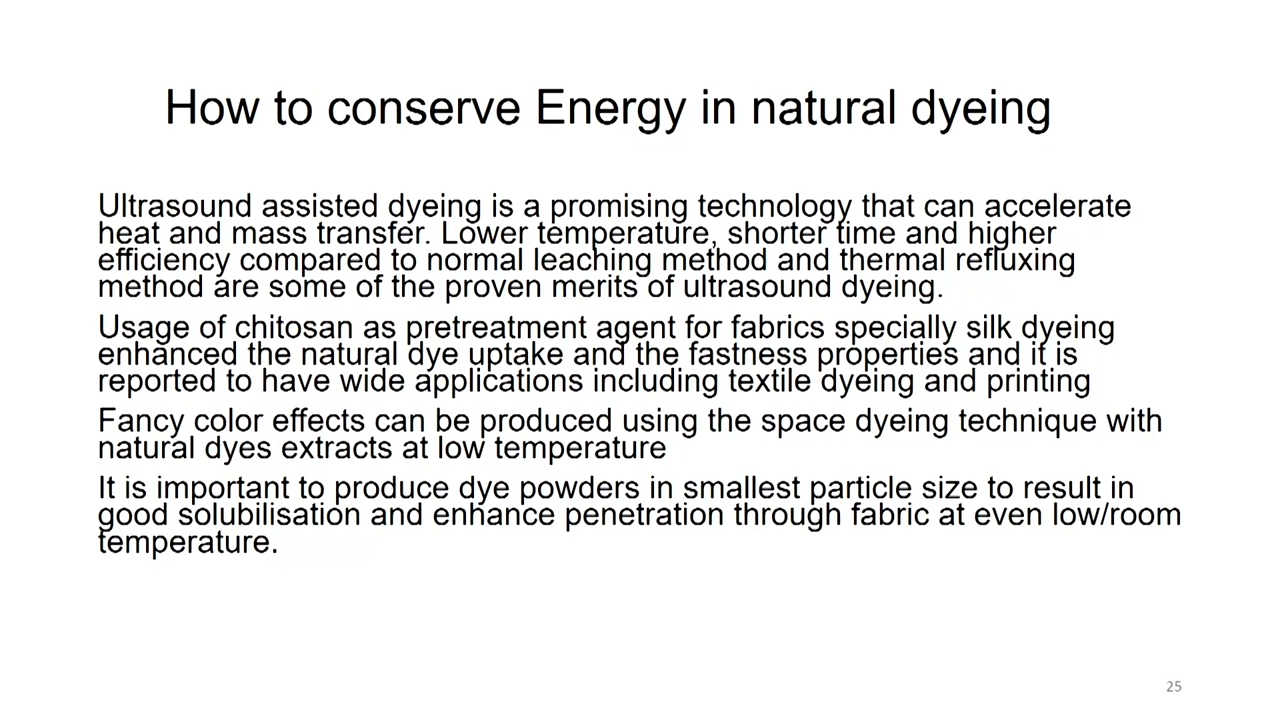 How to conserve Energy in natural dyeing
Ultrasound assisted dyeing is a promising technology that can accelerate
heat and mass transfer. Lower temperature, shorter time and higher
efficiency compared to normal leaching method and thermal refluxing
method are some of the proven merits of ultrasound dyeing.
Usage of chitosan as pretreatment agent for fabrics specially silk dyeing
enhanced the natural dye uptake and the fastness properties and it is
reported to have wide applications including textile dyeing and printing
Fancy color effects can be produced using the space dyeing technique with
natural dyes extracts at low temperature
It is important to produce dye powders in smallest particle size to result in
good solubilisation and enhance penetration through fabric at even low/room
temperature.
25